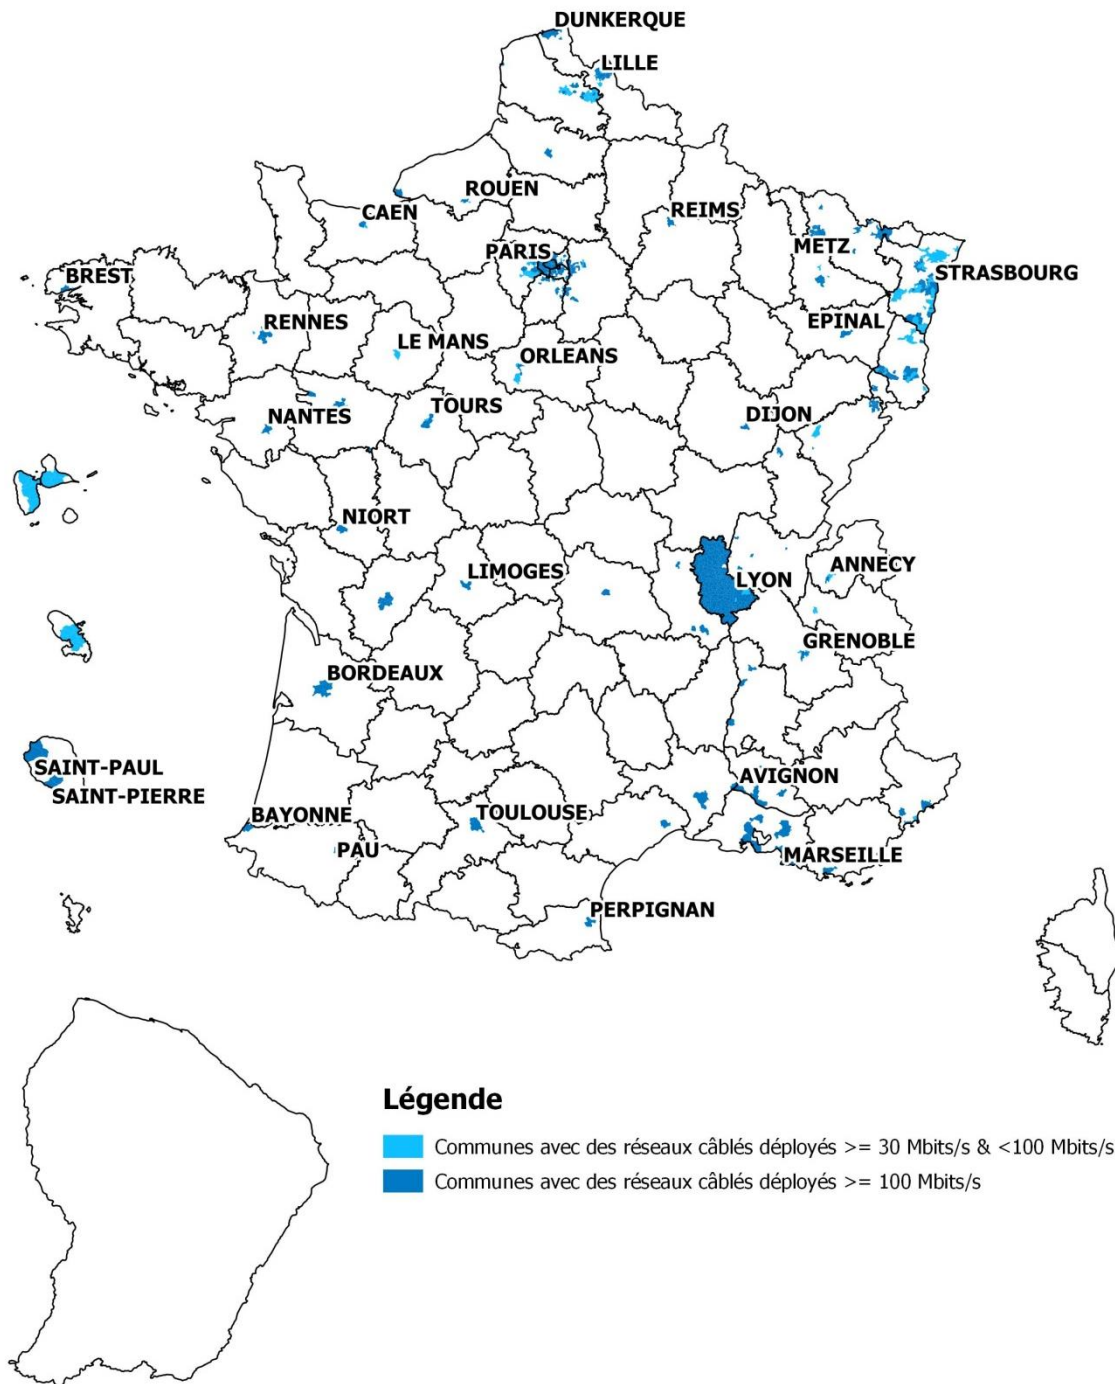 DUNKERQUE
LILLE
ROUEN
CAEN
REIMS
PARIS
METZ
BREST
STRASBOURG
RENNES
EPINAL
LE MANS
ORLEANS
NANTES
TOURS
DIJON
NIORT
LIMOGES
LYON
ANNECY
GRENOBLE
BORDEAUX
SAINT-PAUL
AVIGNON
SAINT-PIERRE
BAYONNE
TOULOUSE
PAU
MARSEILLE
PERPIGNAN
Légende
Communes avec des réseaux câblés déployés >= 30 Mbits/s & <100 Mbits/s
Communes avec des réseaux câblés déployés >= 100 Mbits/s